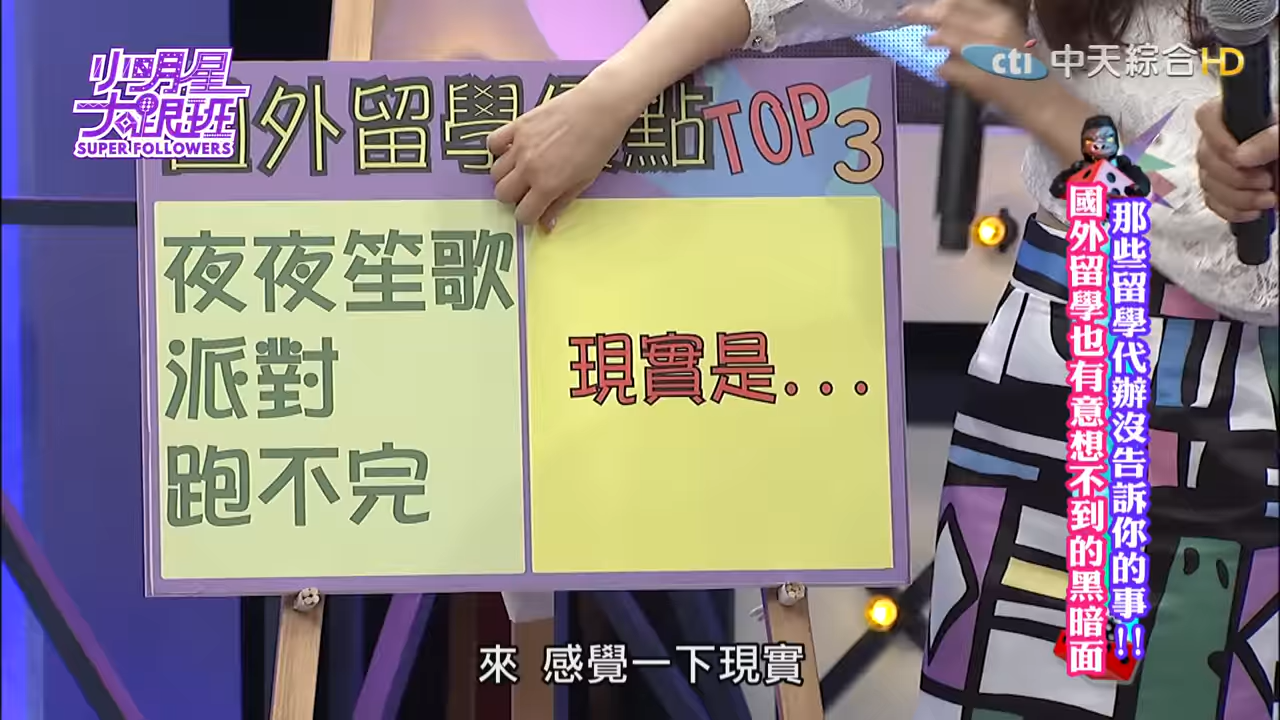 小明星
大跟班
SUPER FOLLOWERS
cti 中天綜合HD
國外留學優點TOP3
夜夜笙歌
派對
跑不完
現實是...
那些留學代辦沒告訴你的事!!
國外留學也有意想不到的黑暗面
來 感覺一下現實